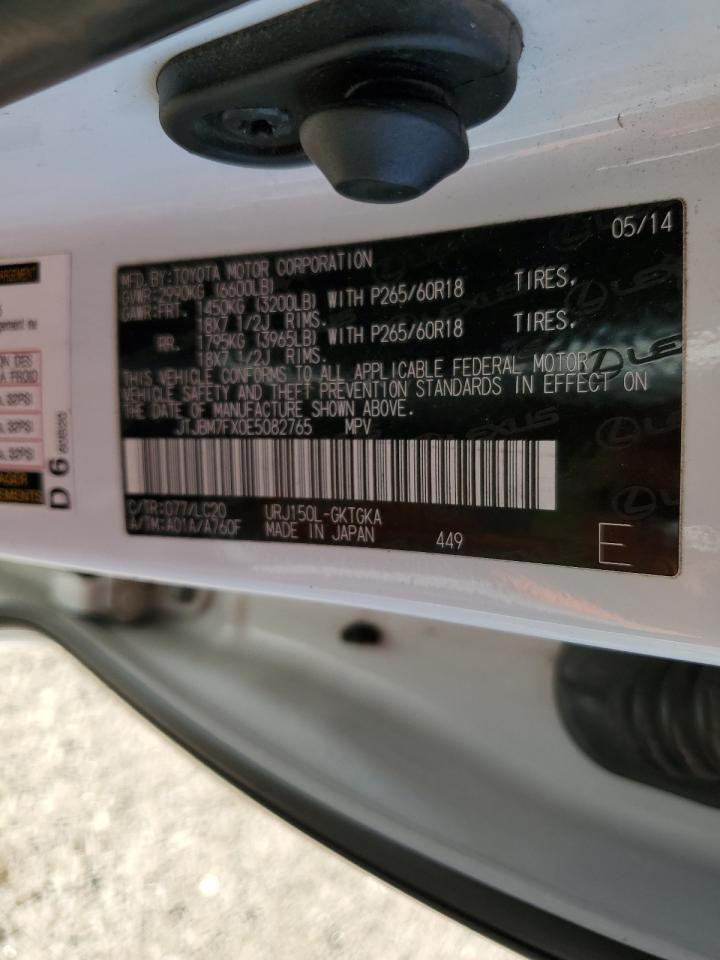 05/14
MFD.BY:TOYOTA MOTOR CORPORATION
GVWR:2990KG (6600LB)
GAWR:FRT. 1450KG (3200LB) WITH P265/60R18 TIRES,
18X7 1/2J RIMS.
RR. 1795KG (3965LB) WITH P265/60R18 TIRES,
18X7 1/2J RIMS.
THIS VEHICLE CONFORMS TO ALL APPLICABLE FEDERAL MOTOR
VEHICLE SAFETY AND THEFT PREVENTION STANDARDS IN EFFECT ON
THE DATE OF MANUFACTURE SHOWN ABOVE.
JTJBM7FX0E5082765 MPV
C/TR:077/LC20 URJ150L-GKTGKA
A/TM:A01A/A760F MADE IN JAPAN 449 E
LEXUS
D6